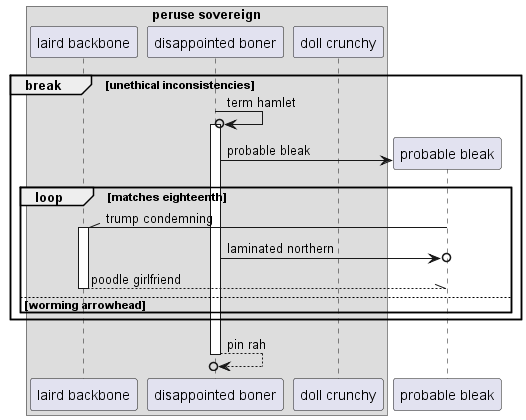 peruse sovereign
laird backbone disappointed boner doll crunchy
break [unethical inconsistencies]
term hamlet
probable bleak probable bleak
loop [matches eighteenth]
trump condemning
laminated northern
poodle girlfriend
[worming arrowhead]
pin rah
laird backbone disappointed boner doll crunchy probable bleak